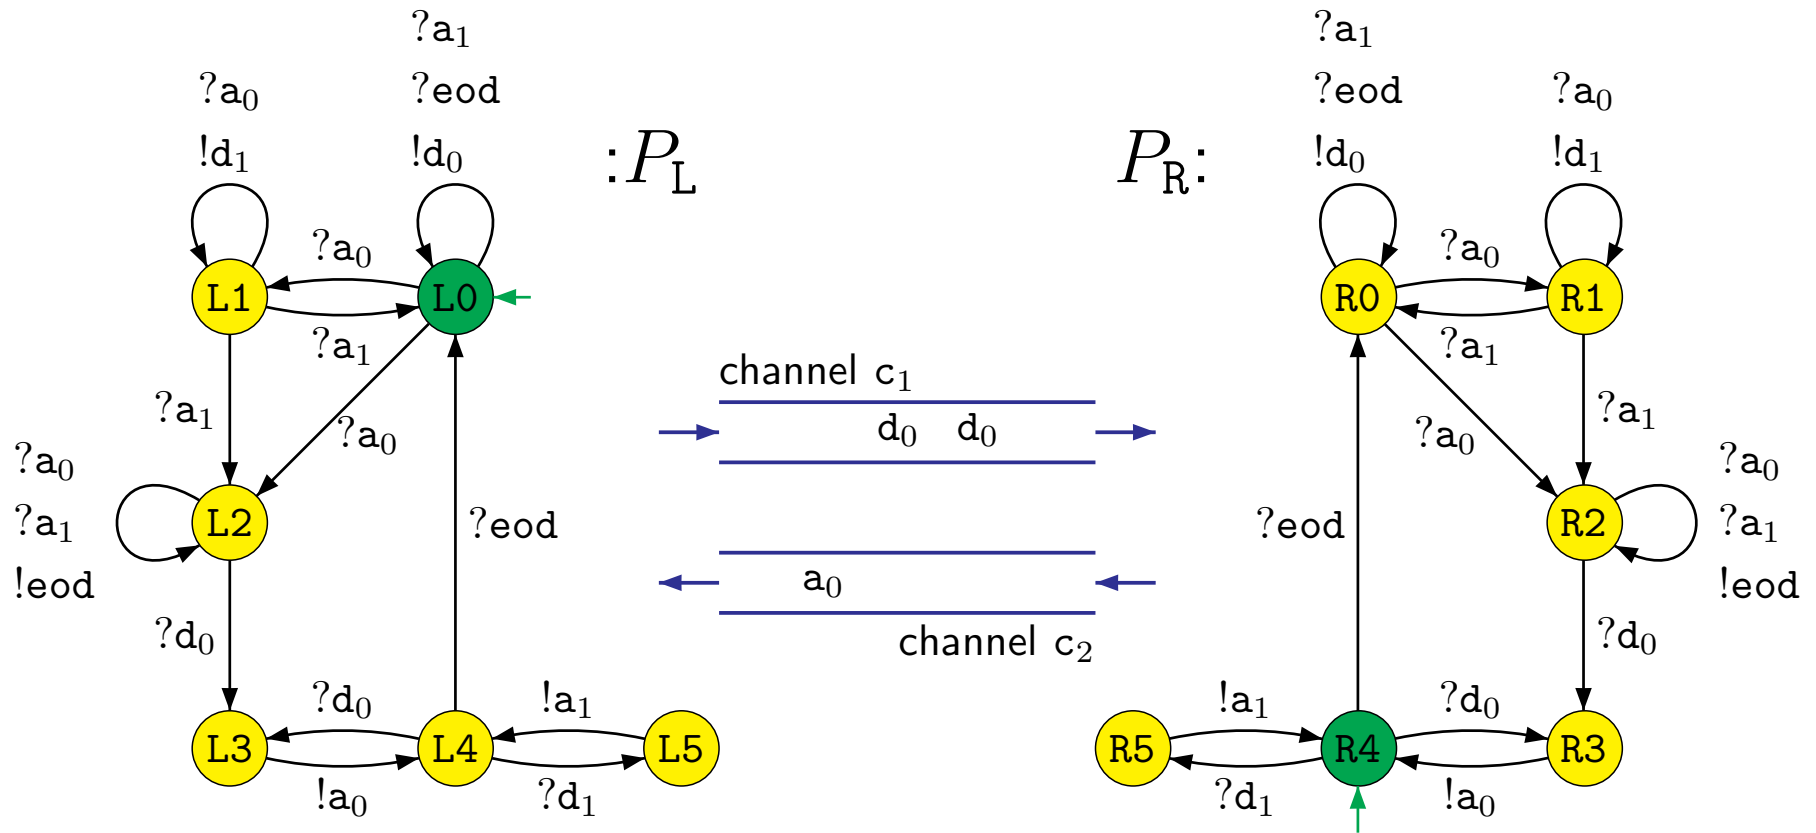 ?a₁ ?a₁
?a₀ ?eod ?eod ?a₀
!d₁ !d₀ :P_L P_R: !d₀ !d₁
?a₀ ?a₀
L1 L0 R0 R1
?a₁ ?a₁
channel c₁
?a₁ ?a₀ d₀ d₀ ?a₀ ?a₁
?a₀ ?a₀
?a₁ L2 ?eod ?eod R2 ?a₁
!eod a₀ !eod
?d₀ channel c₂ ?d₀
?d₀ !a₁ !a₁ ?d₀
L3 L4 L5 R5 R4 R3
!a₀ ?d₁ ?d₁ !a₀